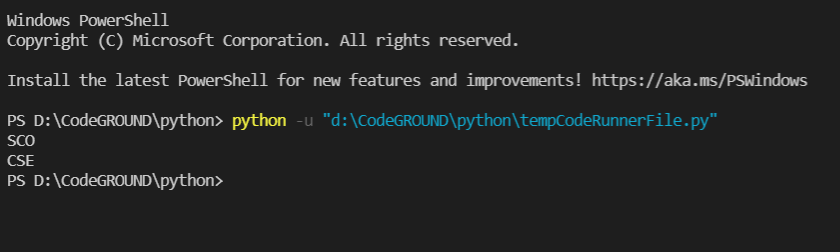 Windows PowerShell
Copyright (C) Microsoft Corporation. All rights reserved.
Install the latest PowerShell for new features and improvements! https://aka.ms/PSWindows
PS D:\CodeGROUND\python> python -u "d:\CodeGROUND\python\tempCodeRunnerFile.py"
SCO
CSE
PS D:\CodeGROUND\python>